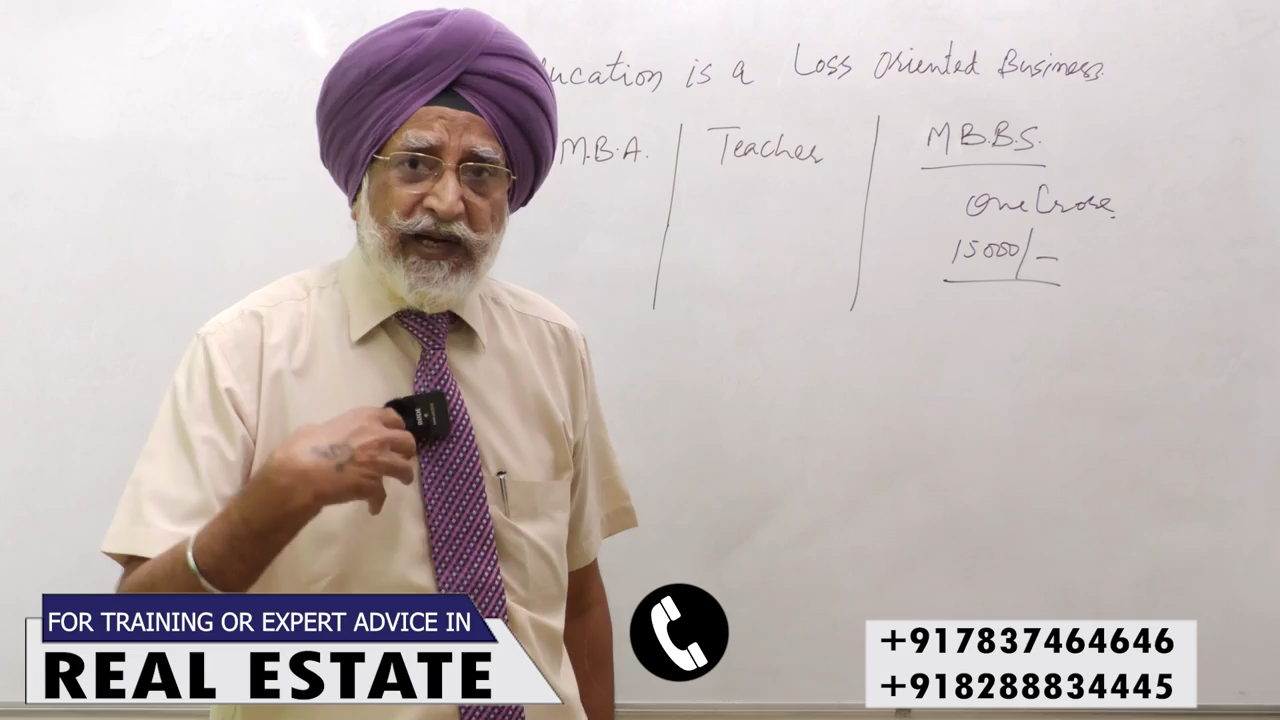 ucation is a Loss Oriented Business.
M.B.A. Teacher M.B.B.S.
One Crore.
15000/-
FOR TRAINING OR EXPERT ADVICE IN
REAL ESTATE
+917837464646
+918288834445